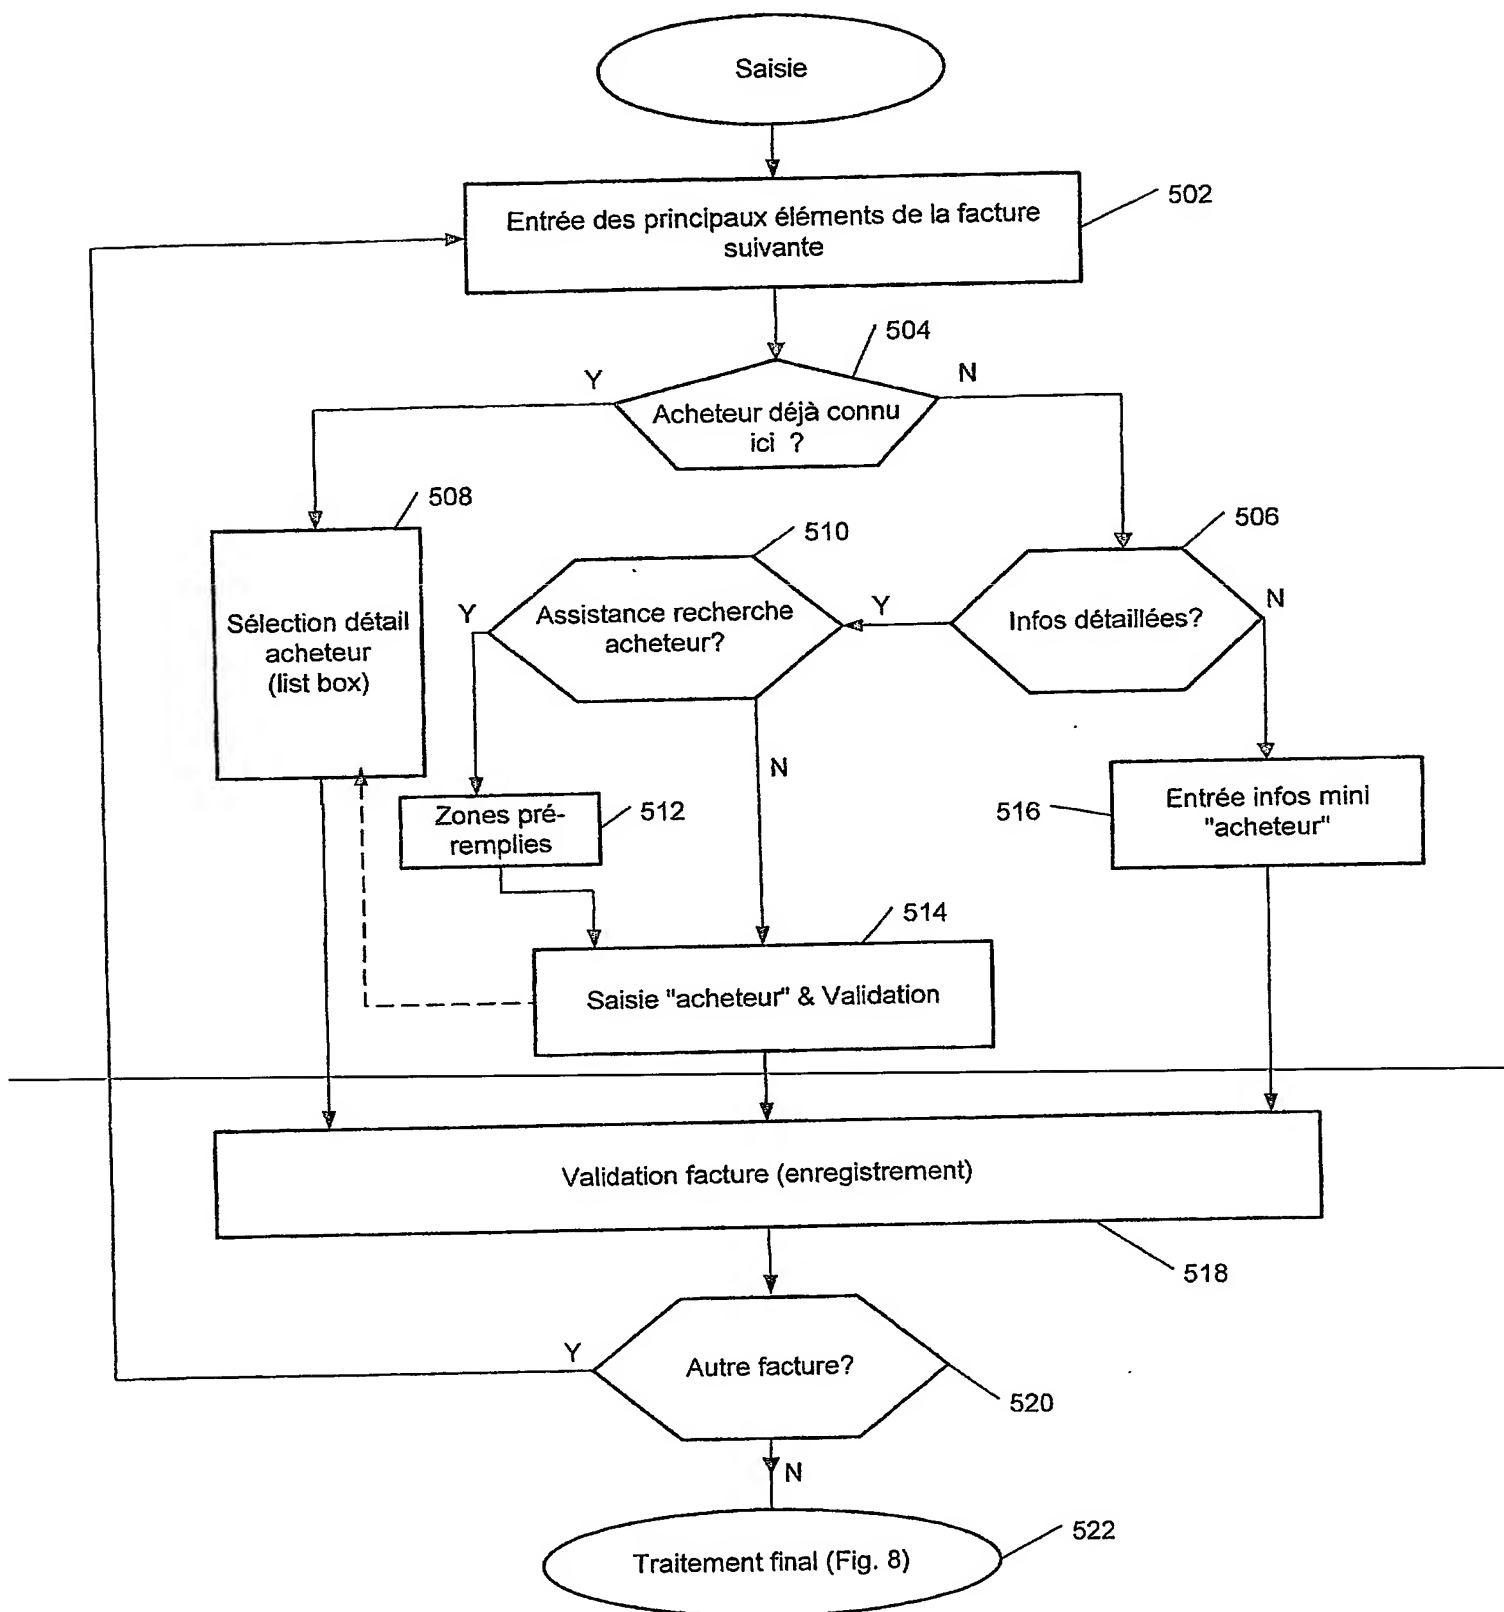 Saisie
Entrée des principaux éléments de la facture
suivante
502
504
Y
N
Acheteur déjà connu
ici ?
508
510
506
Sélection détail
acheteur
(list box)
Y
Assistance recherche
acheteur?
Y
Infos détaillées?
N
N
Zones pré-
remplies
512
516
Entrée infos mini
"acheteur"
514
Saisie "acheteur" & Validation
Validation facture (enregistrement)
518
Y
Autre facture?
520
N
Traitement final (Fig. 8)
522